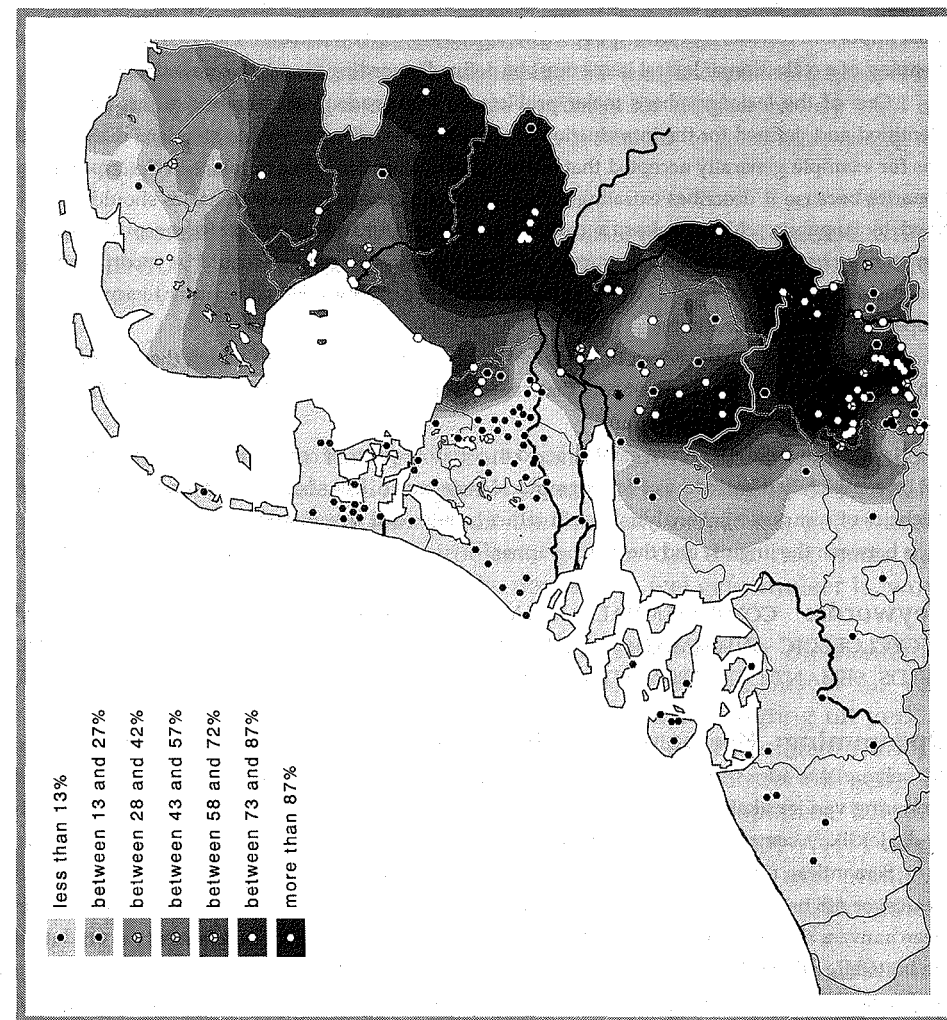 less than 13%
between 13 and 27%
between 28 and 42%
between 43 and 57%
between 58 and 72%
between 73 and 87%
more than 87%